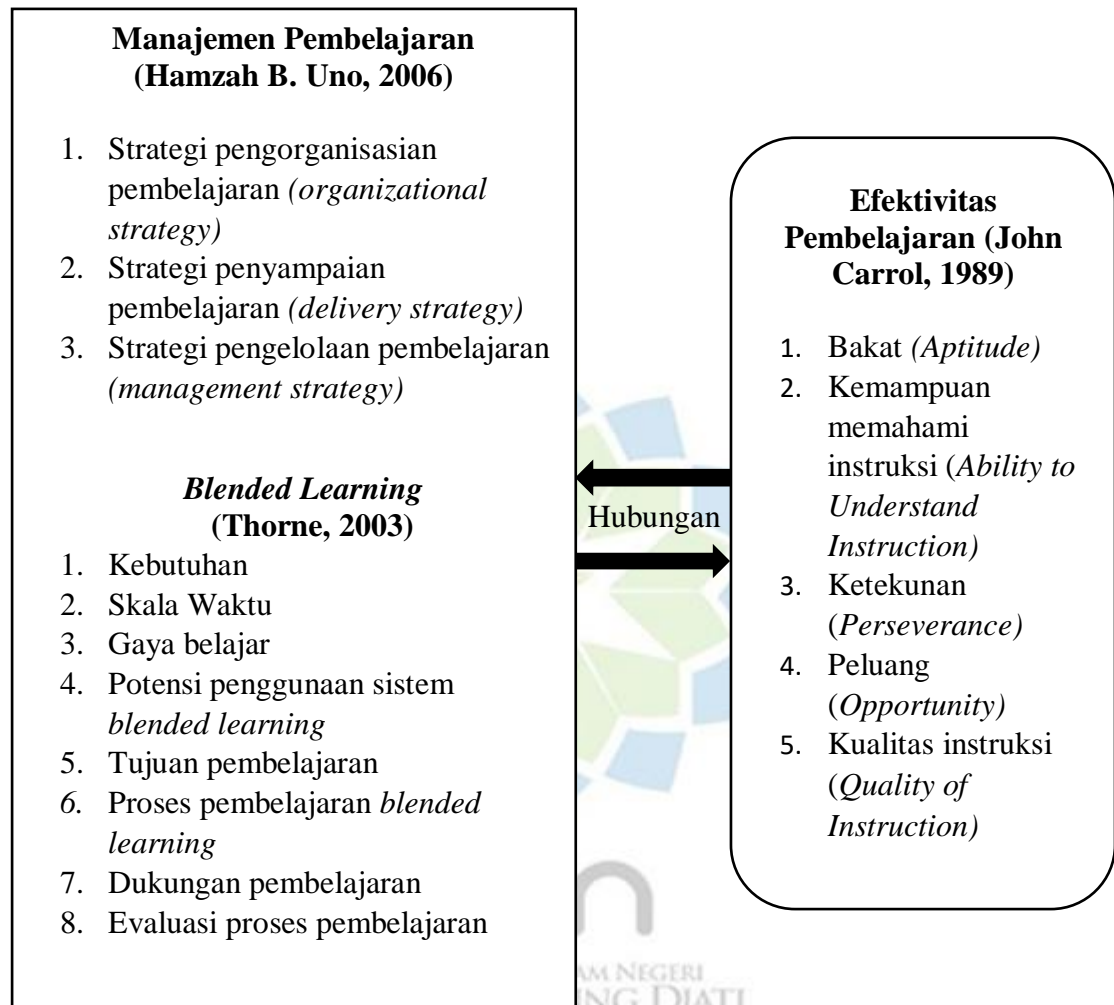 Manajemen Pembelajaran
(Hamzah B. Uno, 2006)
1. Strategi pengorganisasian
pembelajaran (organizational
strategy)
2. Strategi penyampaian
pembelajaran (delivery strategy)
3. Strategi pengelolaan pembelajaran
(management strategy)
Blended Learning
(Thorne, 2003)
1. Kebutuhan
2. Skala Waktu
3. Gaya belajar
4. Potensi penggunaan sistem
blended learning
5. Tujuan pembelajaran
6. Proses pembelajaran blended
learning
7. Dukungan pembelajaran
8. Evaluasi proses pembelajaran
Hubungan
Efektivitas
Pembelajaran (John
Carrol, 1989)
1. Bakat (Aptitude)
2. Kemampuan
memahami
instruksi (Ability to
Understand
Instruction)
3. Ketekunan
(Perseverance)
4. Peluang
(Opportunity)
5. Kualitas instruksi
(Quality of
Instruction)
NEGERI
DJATI